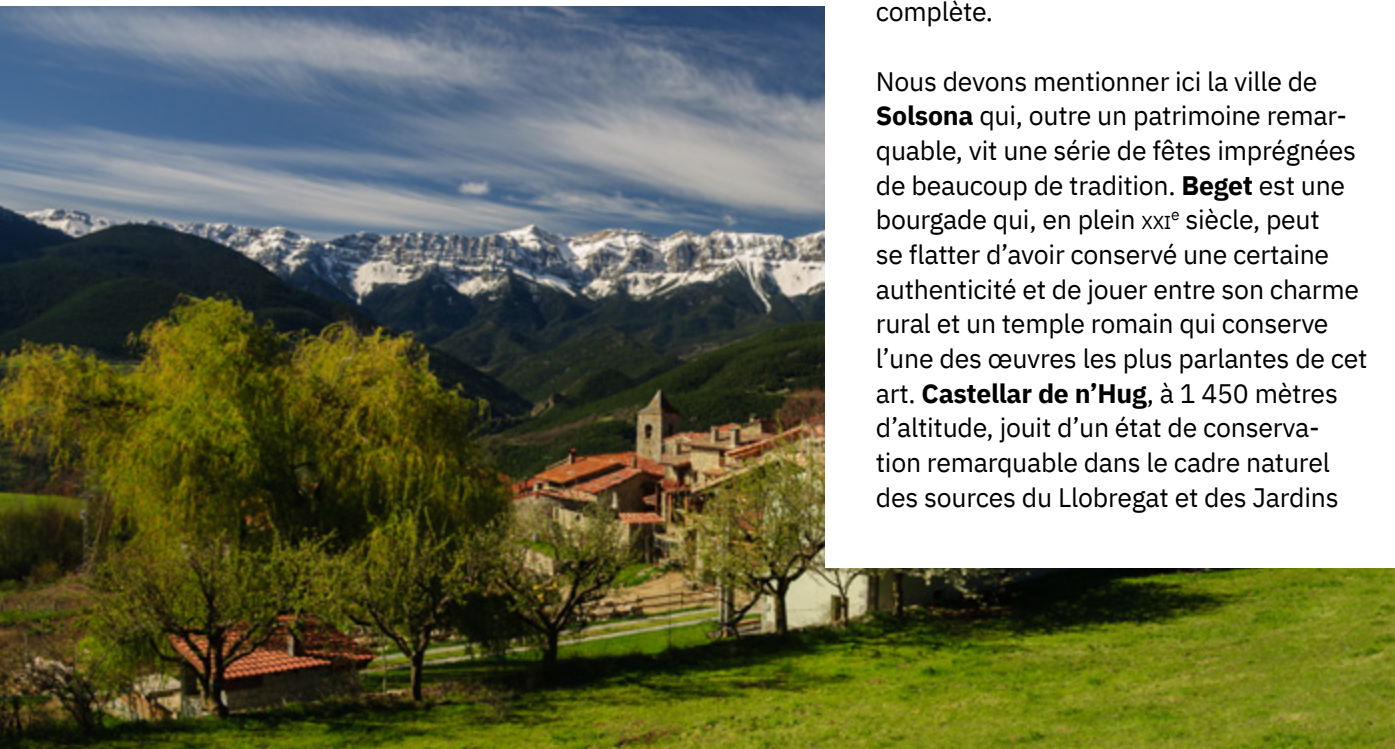 complète.
Nous devons mentionner ici la ville de
Solsona qui, outre un patrimoine remar-
quable, vit une série de fêtes imprégnées
de beaucoup de tradition. Beget est une
bourgade qui, en plein XXIe siècle, peut
se flatter d’avoir conservé une certaine
authenticité et de jouer entre son charme
rural et un temple romain qui conserve
l’une des œuvres les plus parlantes de cet
art. Castellar de n’Hug, à 1 450 mètres
d’altitude, jouit d’un état de conserva-
tion remarquable dans le cadre naturel
des sources du Llobregat et des Jardins